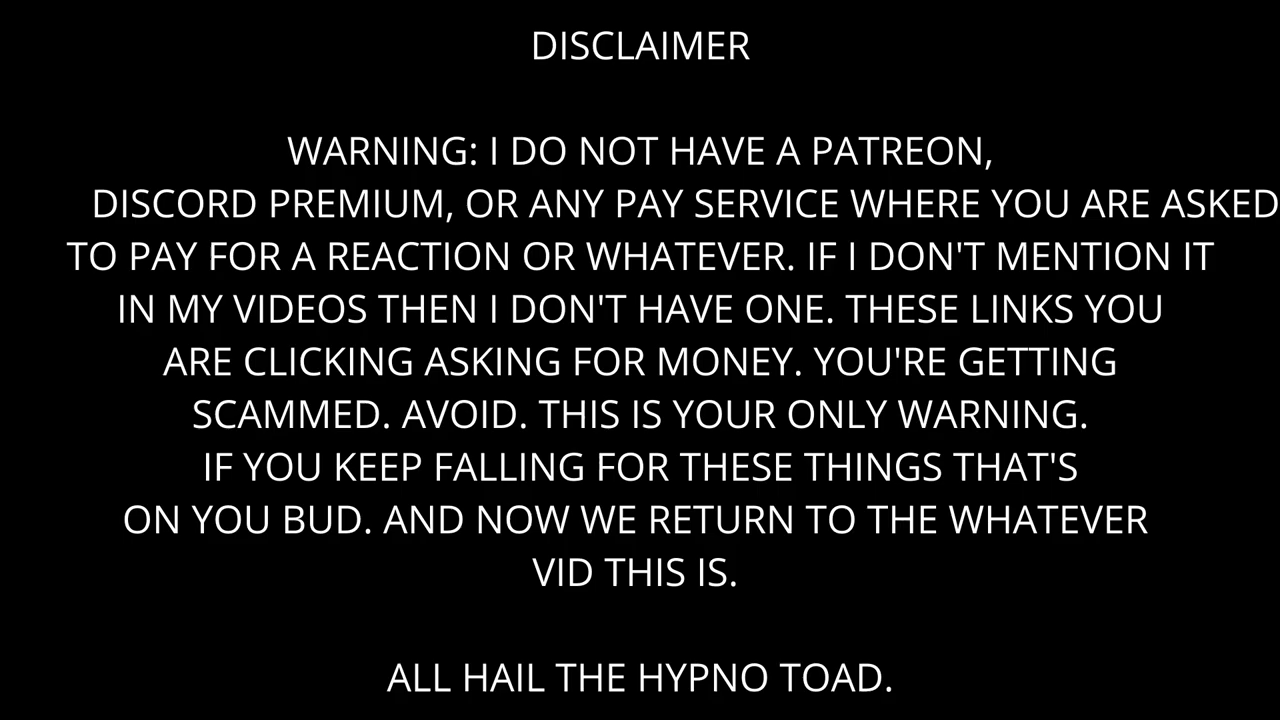 DISCLAIMER
WARNING: I DO NOT HAVE A PATREON,
DISCORD PREMIUM, OR ANY PAY SERVICE WHERE YOU ARE ASKED
TO PAY FOR A REACTION OR WHATEVER. IF I DON'T MENTION IT
IN MY VIDEOS THEN I DON'T HAVE ONE. THESE LINKS YOU
ARE CLICKING ASKING FOR MONEY. YOU'RE GETTING
SCAMMED. AVOID. THIS IS YOUR ONLY WARNING.
IF YOU KEEP FALLING FOR THESE THINGS THAT'S
ON YOU BUD. AND NOW WE RETURN TO THE WHATEVER
VID THIS IS.
ALL HAIL THE HYPNO TOAD.